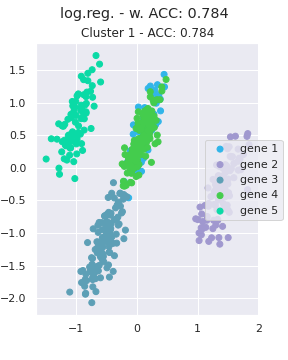 log.reg. - w. ACC: 0.784
Cluster 1 - ACC: 0.784
1.5
1.0
0.5
0.0
−0.5
−1.0
−1.5
−2.0
gene 1
gene 2
gene 3
gene 4
gene 5
−1
0
1
2